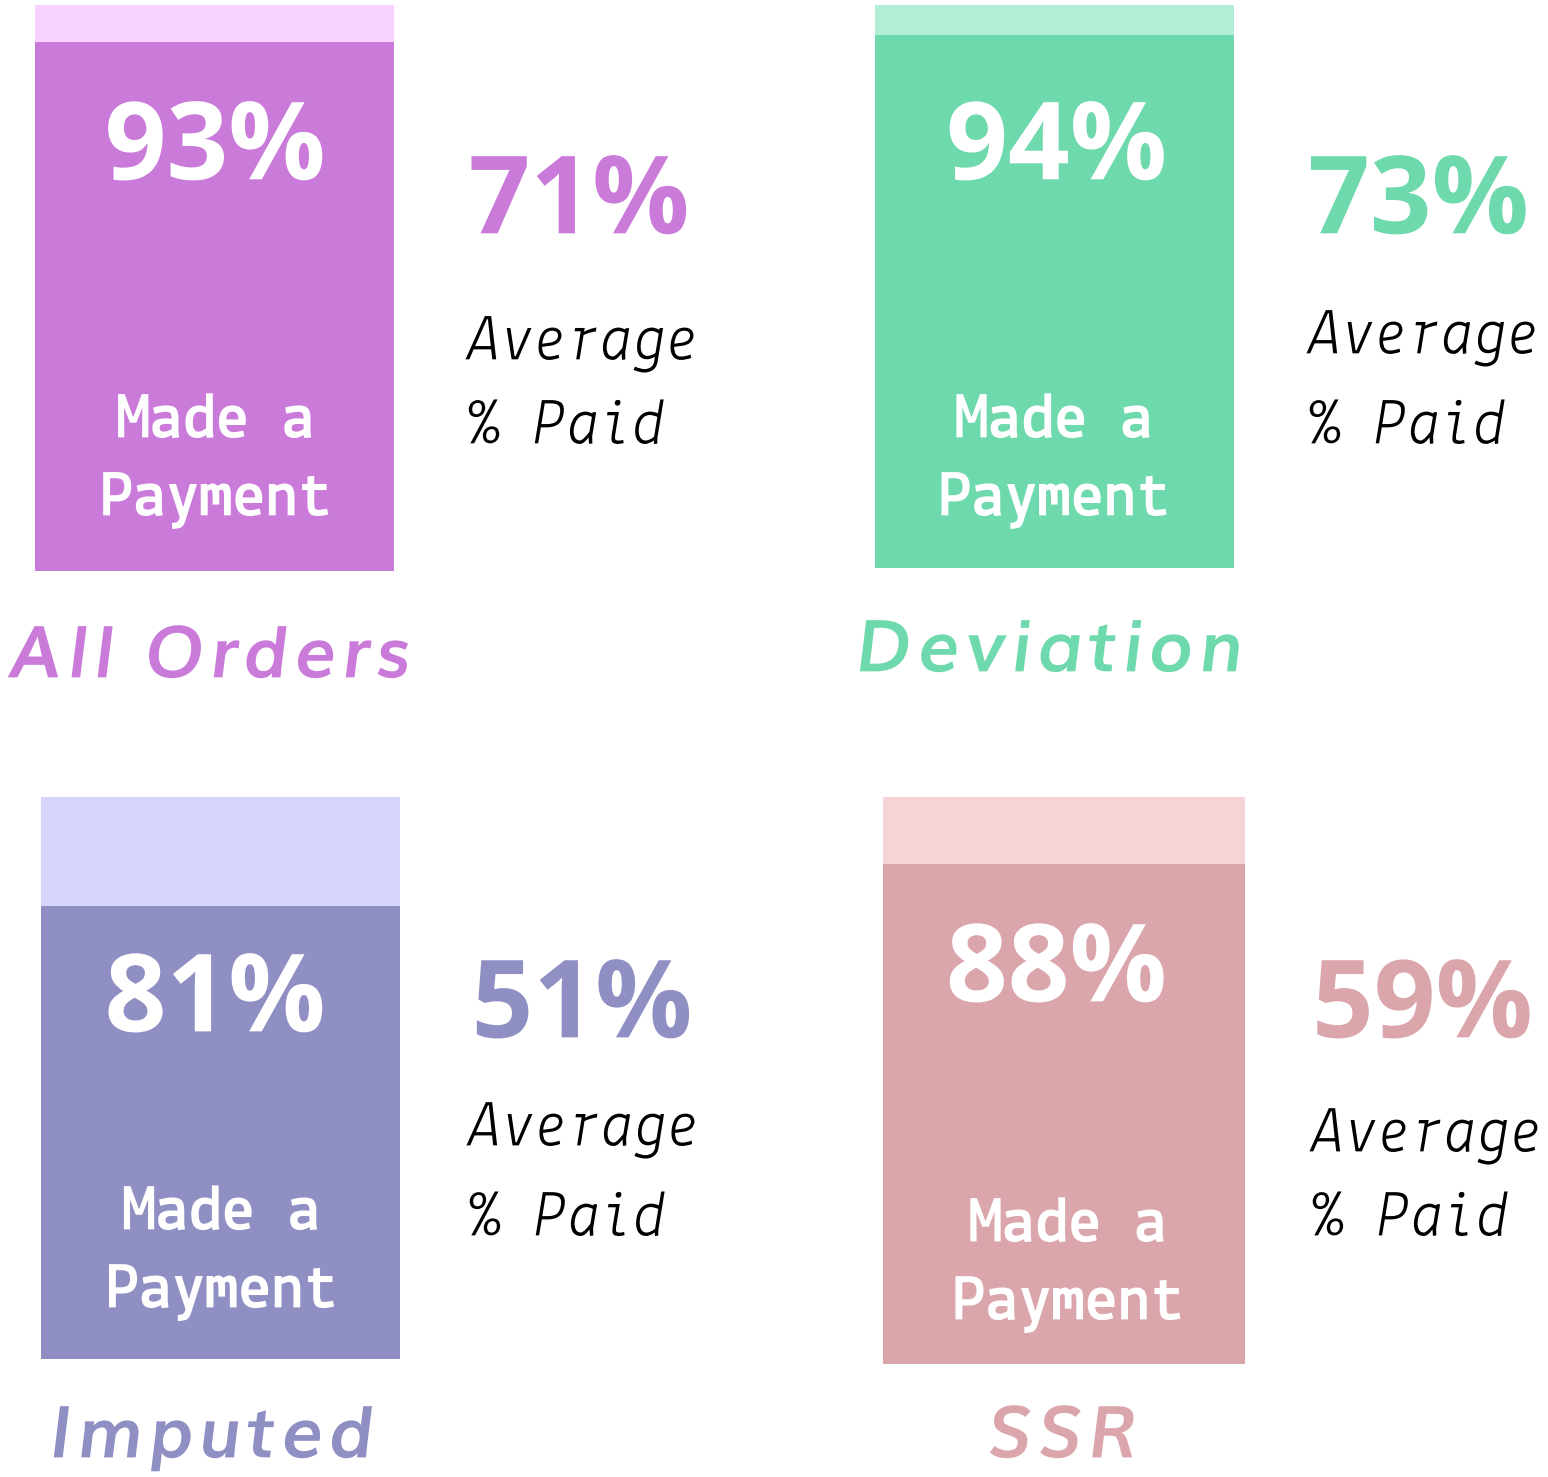 93%
71%
Average
% Paid
Made a
Payment
All Orders
94%
73%
Average
% Paid
Made a
Payment
Deviation
81%
51%
Average
% Paid
Made a
Payment
Imputed
88%
59%
Average
% Paid
Made a
Payment
SSR